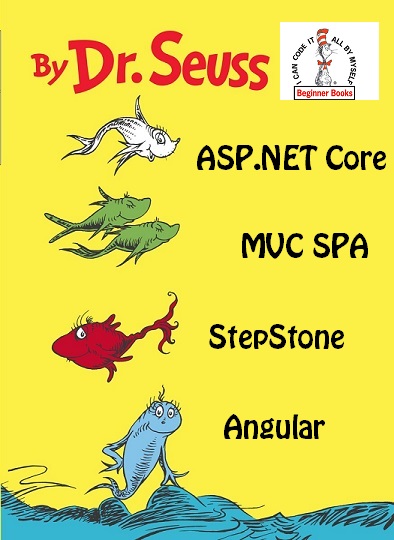 By Dr. Seuss
I CAN CODE IT ALL BY MYSELF
Beginner Books
ASP.NET Core
MVC SPA
StepStone
Angular